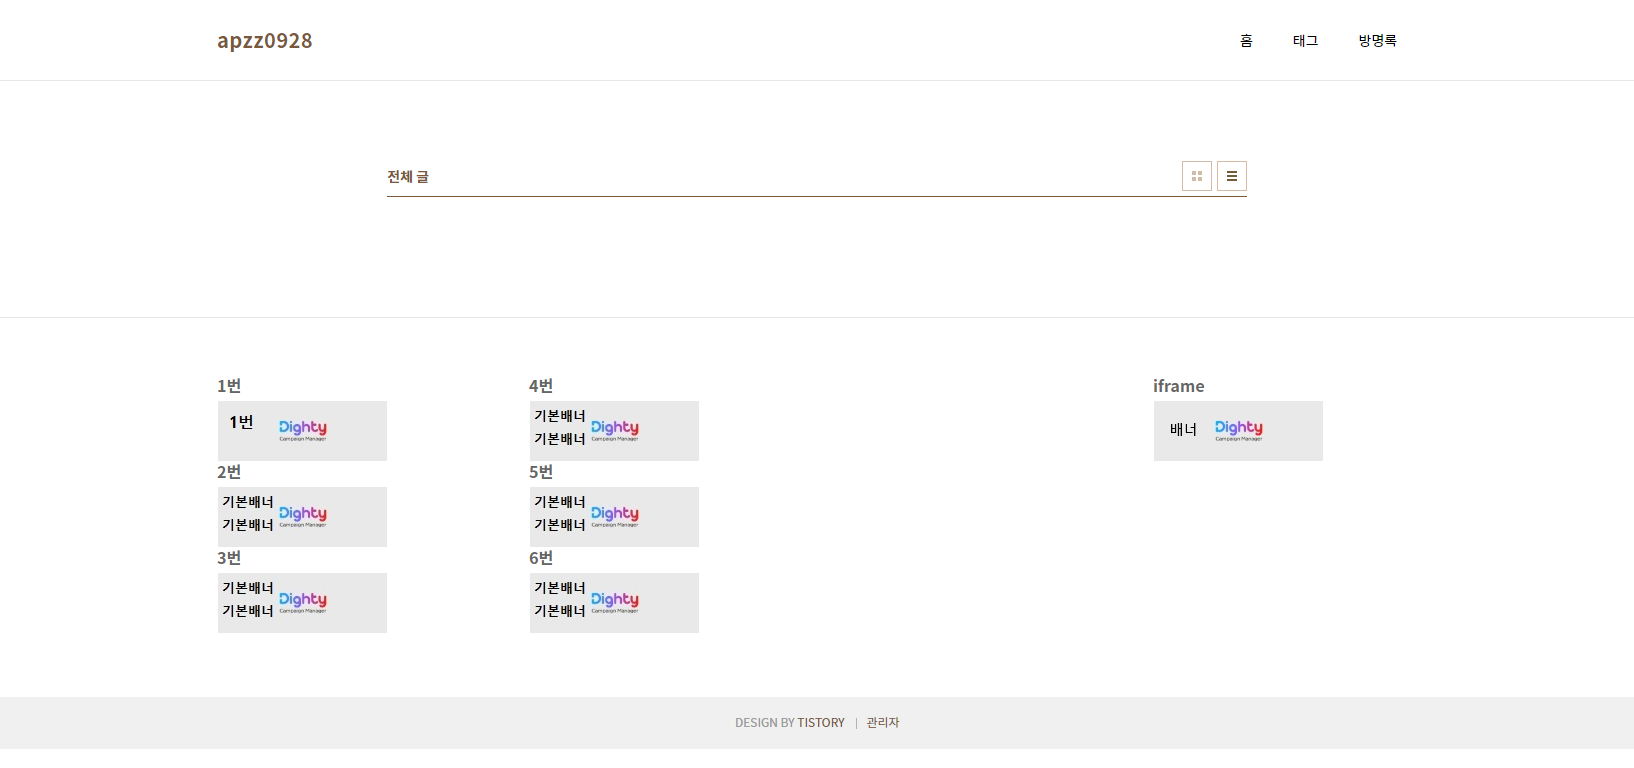 apzz0928
홈 태그 방명록
전체 글
1번
1번
Dighty
Campaign Manager
2번
기본배너
기본배너
Dighty
Campaign Manager
3번
기본배너
기본배너
Dighty
Campaign Manager
4번
기본배너
기본배너
Dighty
Campaign Manager
5번
기본배너
기본배너
Dighty
Campaign Manager
6번
기본배너
기본배너
Dighty
Campaign Manager
iframe
배너
Dighty
Campaign Manager
DESIGN BY TISTORY | 관리자